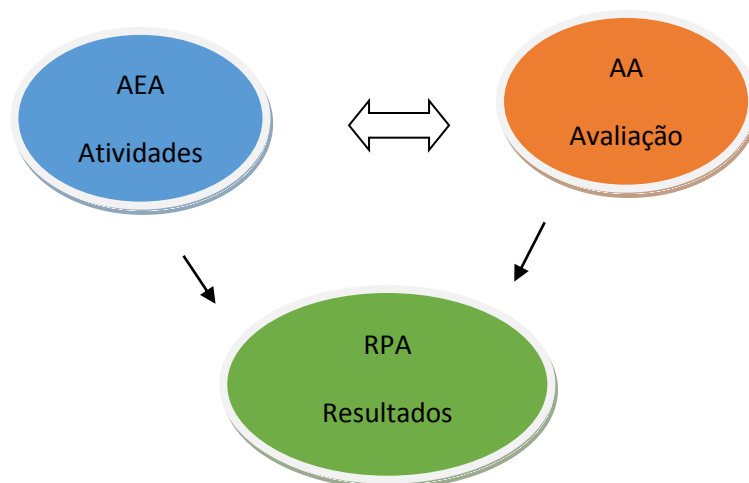 AEA
Atividades
AA
Avaliação
RPA
Resultados